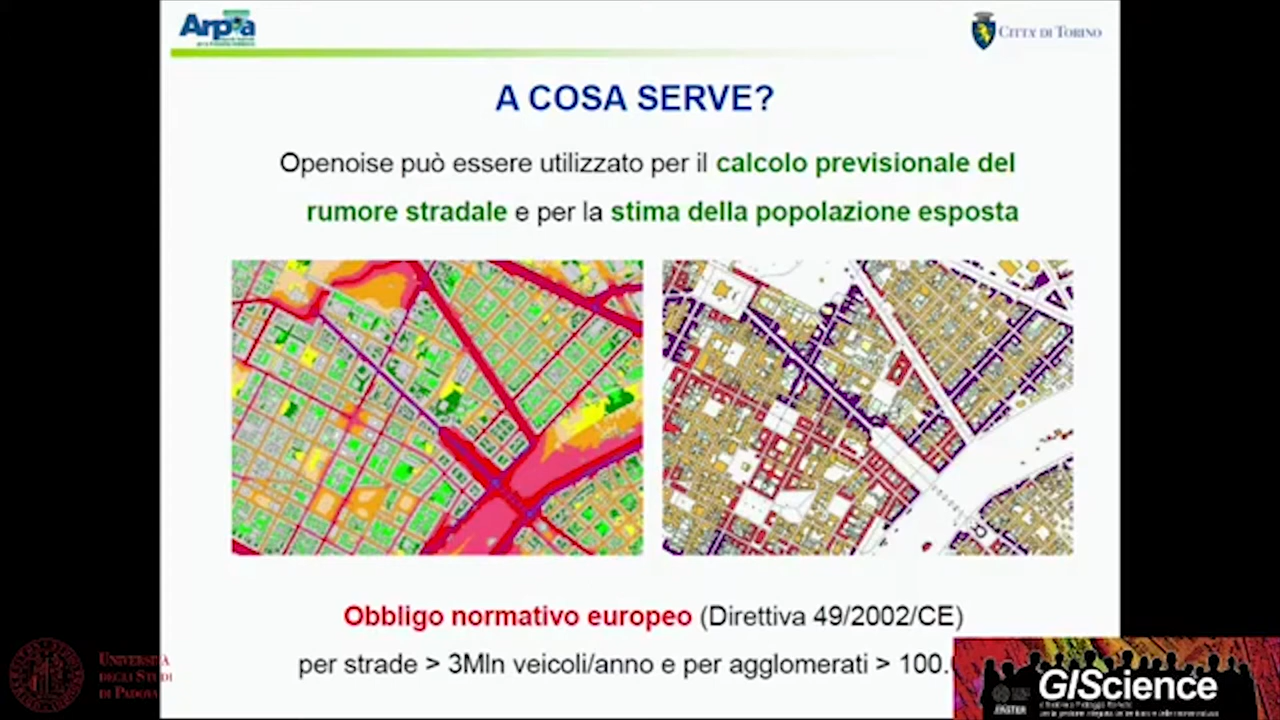 Arpa
CITTA' DI TORINO
A COSA SERVE?
Openoise può essere utilizzato per il calcolo previsionale del
rumore stradale e per la stima della popolazione esposta
Obbligo normativo europeo (Direttiva 49/2002/CE)
per strade > 3Mln veicoli/anno e per agglomerati > 100.
UNIVERSITÀ
DEGLI STUDI
DI PADOVA
GIScience